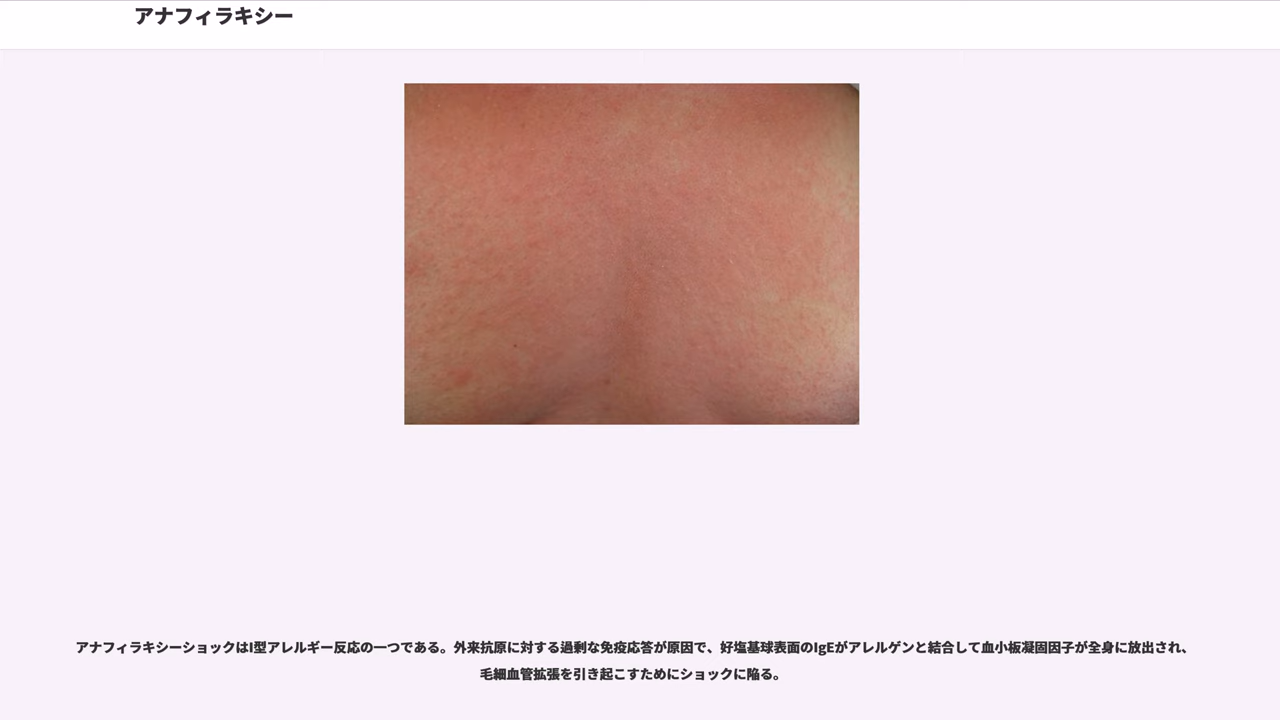 アナフィラキシー
アナフィラキシーショックはI型アレルギー反応の一つである。外来抗原に対する過剰な免疫応答が原因で、好塩基球表面のIgEがアレルゲンと結合して血小板凝固因子が全身に放出され、
毛細血管拡張を引き起こすためにショックに陥る。